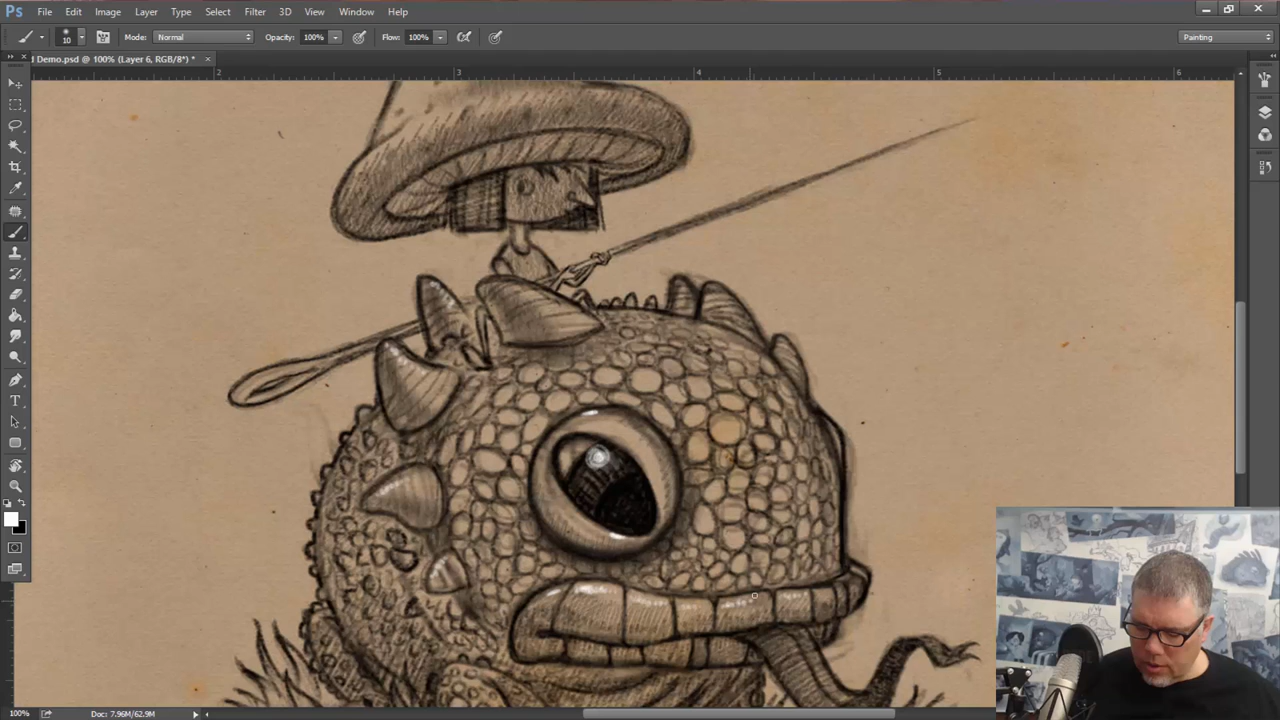 Ps File Edit Image Layer Type Select Filter 3D View Window Help
10 Mode: Normal Opacity: 100% Flow: 100% Painting
d Demo.psd @ 100% (Layer 6, RGB/8*) * ×
2 3 4 5 6
T
100% Doc: 7.96M/62.9M